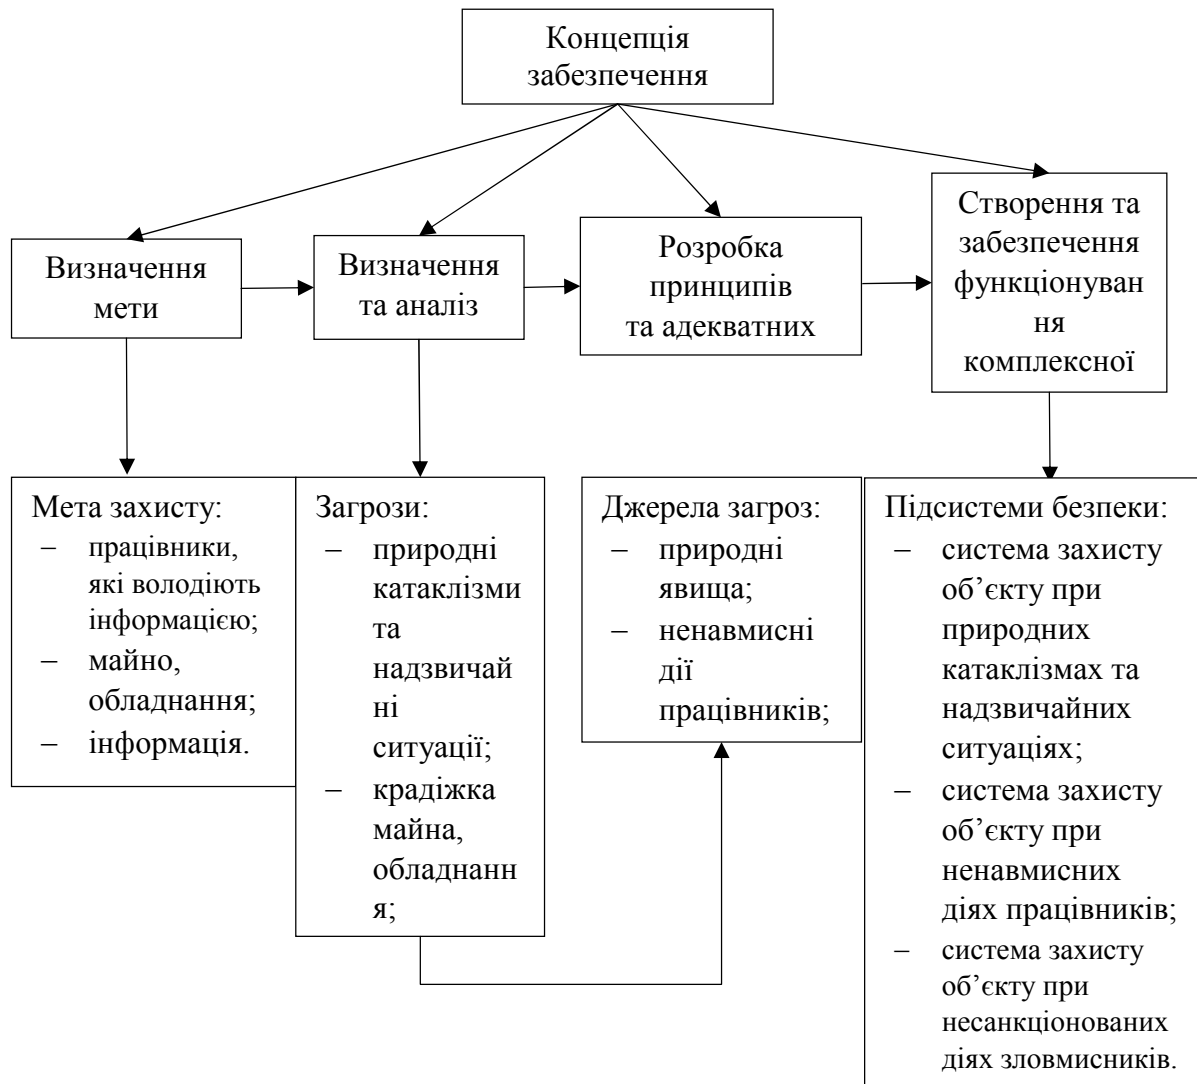 Концепція
забезпечення
Визначення
мети
Визначення
та аналіз
Розробка
принципів
та адекватних
Створення та
забезпечення
функціонуван
ня
комплексної
Мета захисту:
– працівники,
які володіють
інформацією;
– майно,
обладнання;
– інформація.
Загрози:
– природні
катаклізми
та
надзвичай
ні
ситуації;
– крадіжка
майна,
обладнанн
я;
Джерела загроз:
– природні
явища;
– ненавмисні
дії
працівників;
Підсистеми безпеки:
– система захисту
об’єкту при
природних
катаклізмах та
надзвичайних
ситуаціях;
– система захисту
об’єкту при
ненавмисних
діях працівників;
– система захисту
об’єкту при
несанкціонованих
діях зловмисників.